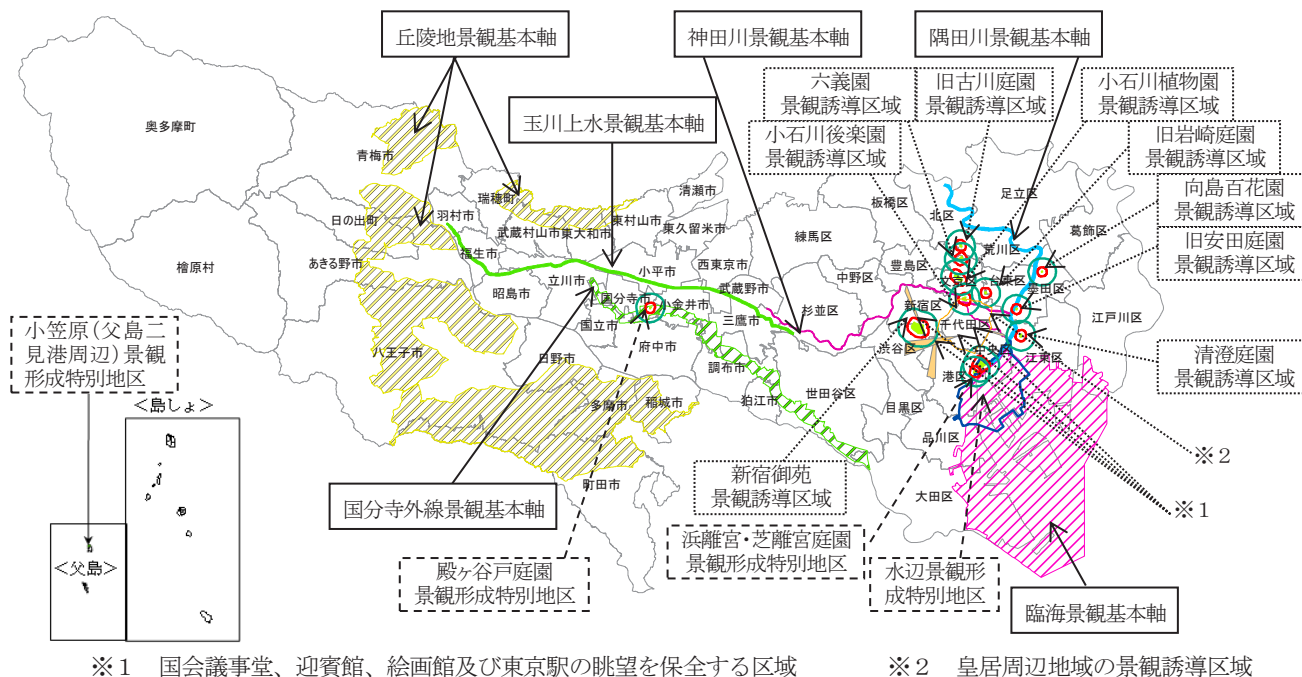 丘陵地景観基本軸
神田川景観基本軸
隅田川景観基本軸
六義園
景観誘導区域
旧古川庭園
景観誘導区域
小石川植物園
景観誘導区域
玉川上水景観基本軸
小石川後楽園
景観誘導区域
旧岩崎庭園
景観誘導区域
向島百花園
景観誘導区域
旧安田庭園
景観誘導区域
清澄庭園
景観誘導区域
奥多摩町
青梅市
瑞穂町
清瀬市
日の出町
羽村市
武蔵村山市
東大和市
東村山市
東久留米市
檜原村
あきる野市
福生市
昭島市
立川市
小平市
西東京市
武蔵野市
国分寺市
小金井市
三鷹市
国立市
府中市
調布市
八王子市
日野市
多摩市
稲城市
狛江市
町田市
板橋区
北区
足立区
練馬区
豊島区
荒川区
葛飾区
中野区
文京区
台東区
墨田区
杉並区
新宿区
千代田区
江戸川区
渋谷区
中央区
江東区
港区
世田谷区
目黒区
品川区
大田区
小笠原(父島二
見港周辺)景観
形成特別地区
<島しょ>
<父島>
国分寺外線景観基本軸
殿ヶ谷戸庭園
景観形成特別地区
新宿御苑
景観誘導区域
浜離宮・芝離宮庭園
景観形成特別地区
水辺景観形
成特別地区
臨海景観基本軸
※2
※1
※1 国会議事堂、迎賓館、絵画館及び東京駅の眺望を保全する区域
※2 皇居周辺地域の景観誘導区域